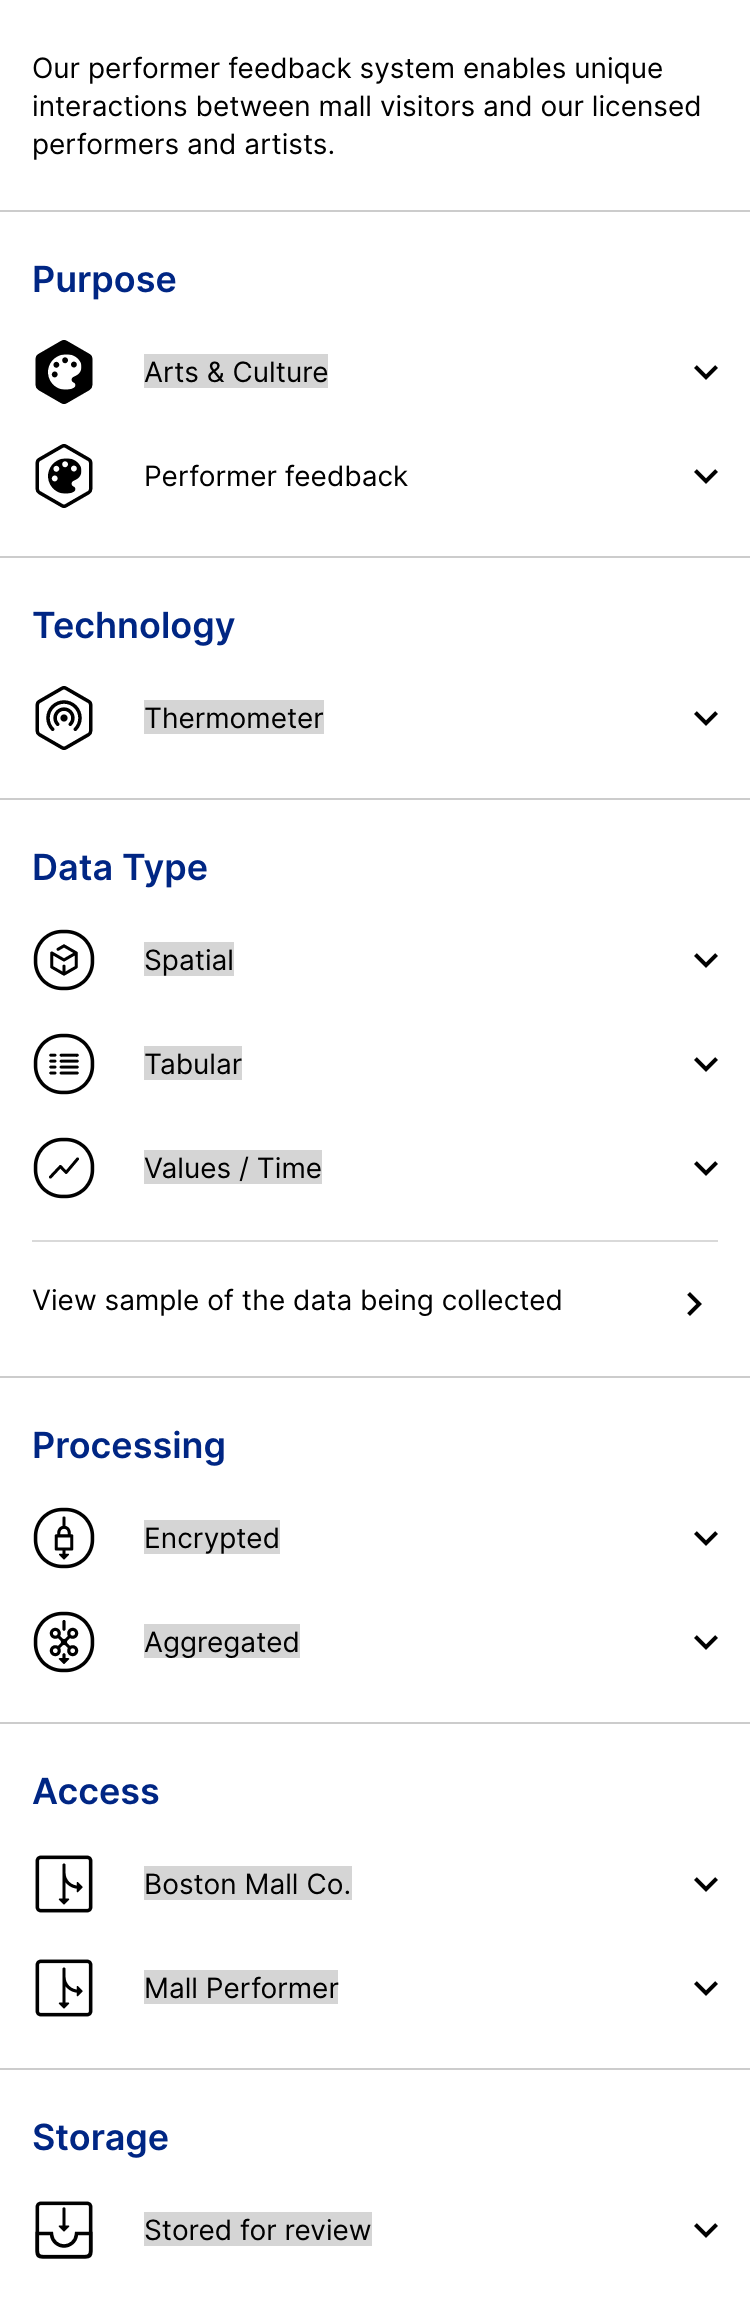 Our performer feedback system enables unique
interactions between mall visitors and our licensed
performers and artists.
Purpose
Arts & Culture
Performer feedback
Technology
Thermometer
Data Type
Spatial
Tabular
Values / Time
View sample of the data being collected
Processing
Encrypted
Aggregated
Access
Boston Mall Co.
Mall Performer
Storage
Stored for review